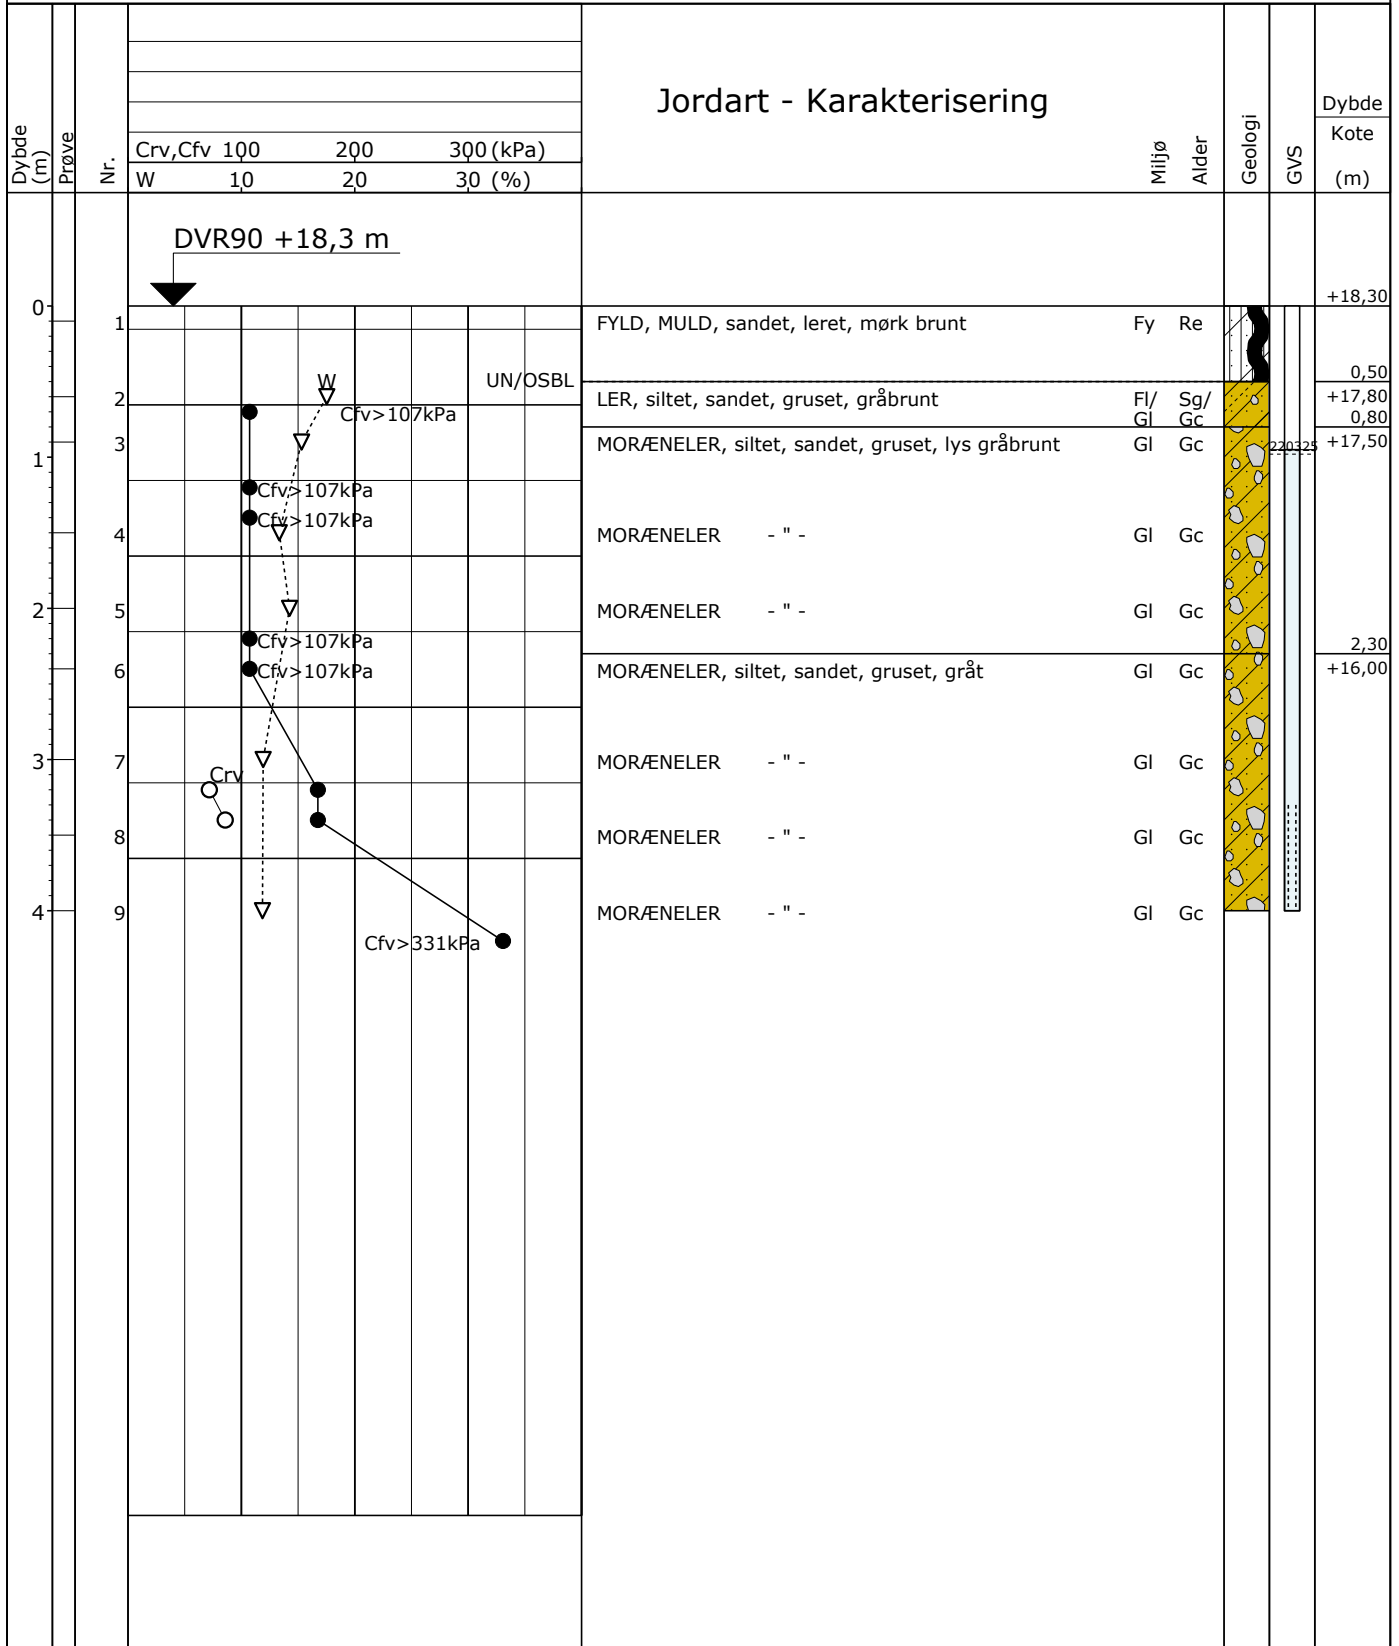 Jordart - Karakterisering
Dybde (m)
Prøve
Nr.
Crv,Cfv 100 200 300 (kPa)
W 10 20 30 (%)
Miljø
Alder
Geologi
GVS
Dybde
Kote
(m)
DVR90 +18,3 m
+18,30
0
1 FYLD, MULD, sandet, leret, mørk brunt Fy Re
W UN/OSBL 0,50
2 Cfv>107kPa LER, siltet, sandet, gruset, gråbrunt Fl/ Sg/ +17,80
Gl Gc 0,80
3 MORÆNELER, siltet, sandet, gruset, lys gråbrunt Gl Gc 220325 +17,50
1
Cfv>107kPa
Cfv>107kPa
4 MORÆNELER - " - Gl Gc
2 5 MORÆNELER - " - Gl Gc
Cfv>107kPa 2,30
6 Cfv>107kPa MORÆNELER, siltet, sandet, gruset, gråt Gl Gc +16,00
3 7 MORÆNELER - " - Gl Gc
Crv
8 MORÆNELER - " - Gl Gc
4 9 MORÆNELER - " - Gl Gc
Cfv>331kPa